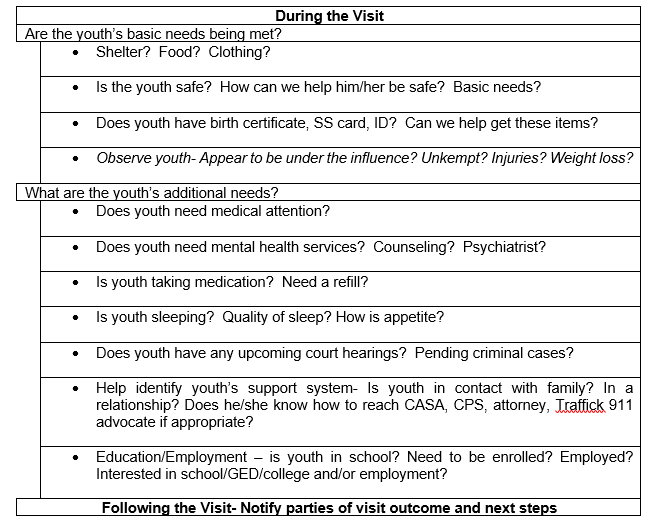 During the Visit
Are the youth's basic needs being met?
• Shelter?  Food?  Clothing?
• Is the youth safe?  How can we help him/her be safe?  Basic needs?
• Does youth have birth certificate, SS card, ID?  Can we help get these items?
• Observe youth- Appear to be under the influence? Unkempt? Injuries? Weight loss?
What are the youth's additional needs?
• Does youth need medical attention?
• Does youth need mental health services?  Counseling?  Psychiatrist?
• Is youth taking medication?  Need a refill?
• Is youth sleeping?  Quality of sleep? How is appetite?
• Does youth have any upcoming court hearings?  Pending criminal cases?
• Help identify youth's support system- Is youth in contact with family? In a
relationship? Does he/she know how to reach CASA, CPS, attorney, Traffick 911
advocate if appropriate?
• Education/Employment – is youth in school? Need to be enrolled? Employed?
Interested in school/GED/college and/or employment?
Following the Visit- Notify parties of visit outcome and next steps